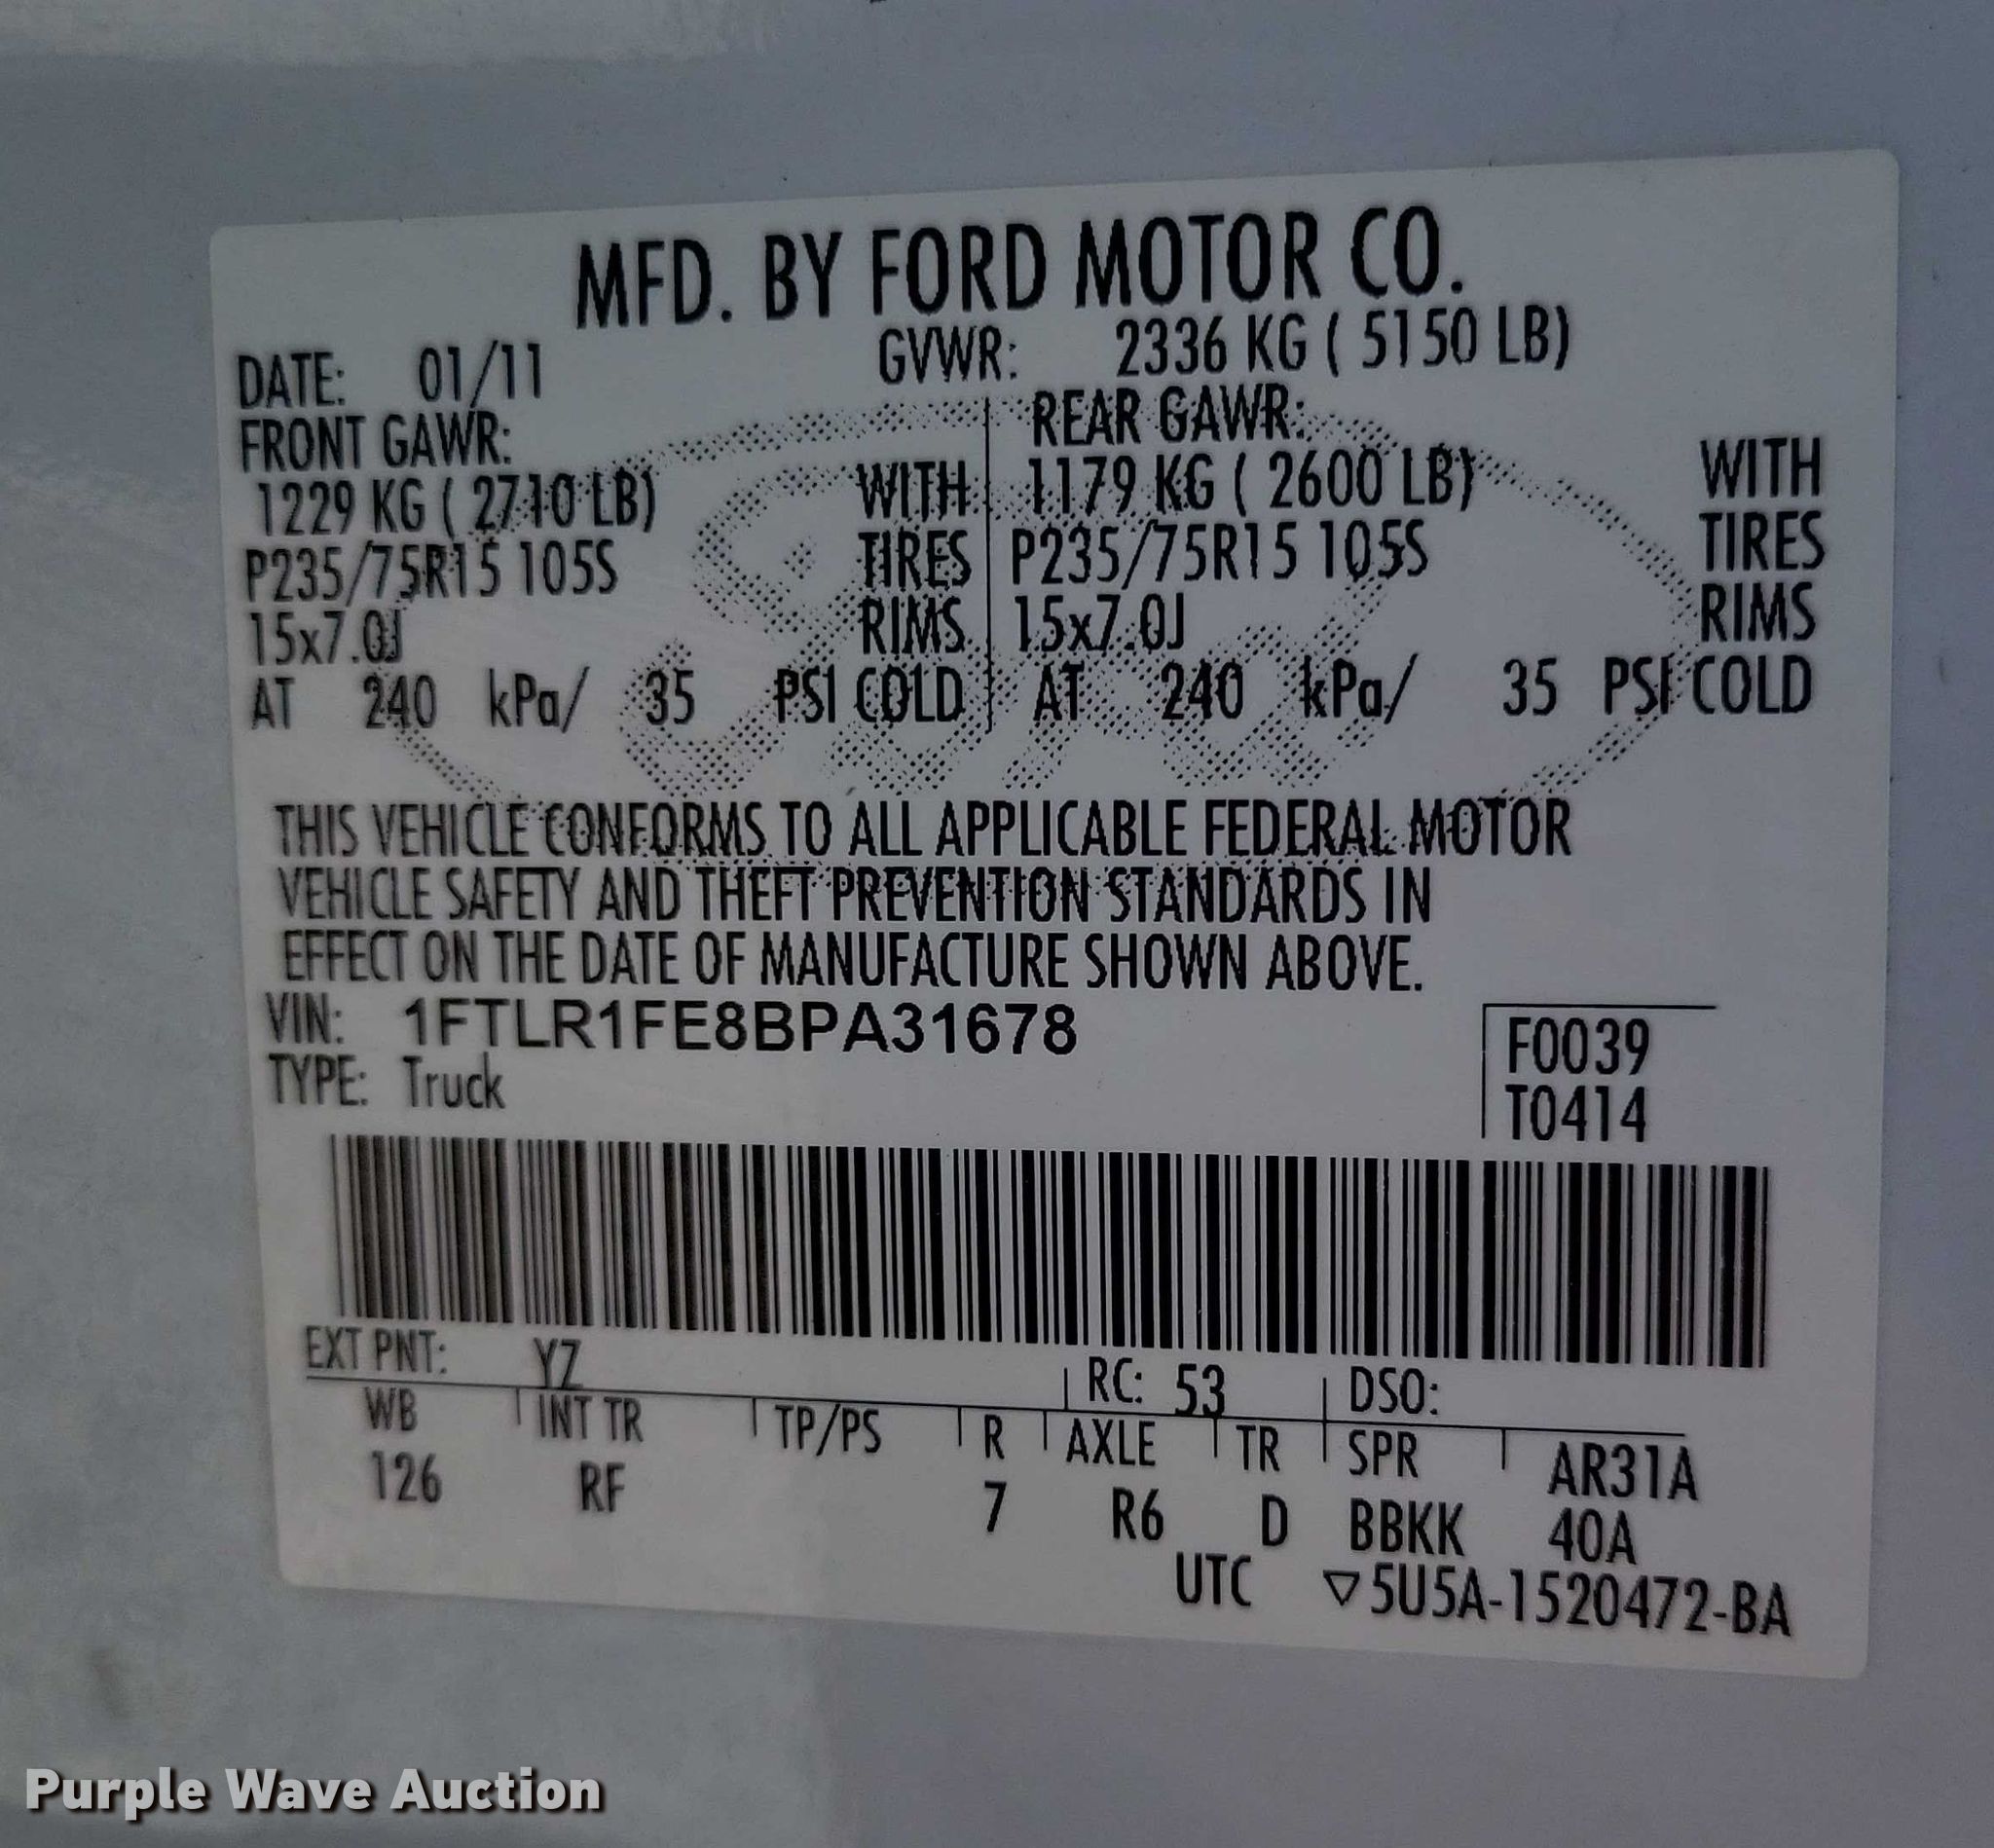 MFD. BY FORD MOTOR CO.
DATE: 01/11 GVWR: 2336 KG ( 5150 LB)
FRONT GAWR: REAR GAWR:
1229 KG ( 2710 LB) WITH 1179 KG ( 2600 LB) WITH
P235/75R15 105S TIRES P235/75R15 105S TIRES
15x7.0J RIMS 15x7.0J RIMS
AT 240 kPa/ 35 PSI COLD AT 240 kPa/ 35 PSI COLD
THIS VEHICLE CONFORMS TO ALL APPLICABLE FEDERAL MOTOR
VEHICLE SAFETY AND THEFT PREVENTION STANDARDS IN
EFFECT ON THE DATE OF MANUFACTURE SHOWN ABOVE.
VIN: 1FTLR1FE8BPA31678 F0039
TYPE: Truck T0414
EXT PNT: YZ RC: 53 DSO:
WB INT TR TP/PS R AXLE TR SPR AR31A
126 RF 7 R6 D BBKK 40A
UTC ▽5U5A-1520472-BA
Purple Wave Auction